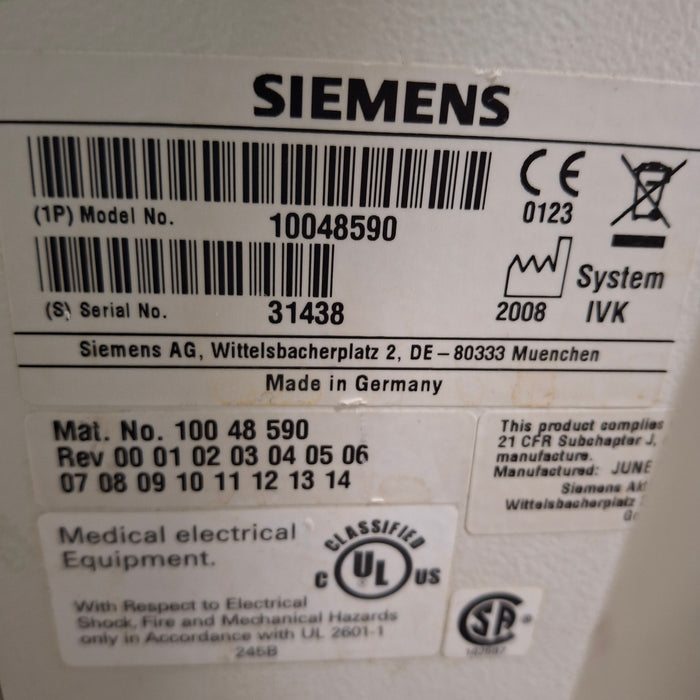 SIEMENS
(1P) Model No. 10048590
CE
0123
(S) Serial No. 31438
2008
System
IVK
Siemens AG, Wittelsbacherplatz 2, DE – 80333 Muenchen
Made in Germany
Mat. No. 100 48 590
Rev 00 01 02 03 04 05 06
07 08 09 10 11 12 13 14
This product complies
21 CFR Subchapter J,
manufacture.
Manufactured: JUNE
Siemens Ak
Wittelsbacherplatz
Ge
Medical electrical
Equipment.
CLASSIFIED
C UL US
With Respect to Electrical
Shock, Fire and Mechanical Hazards
only in Accordance with UL 2601-1
245B
SA ®